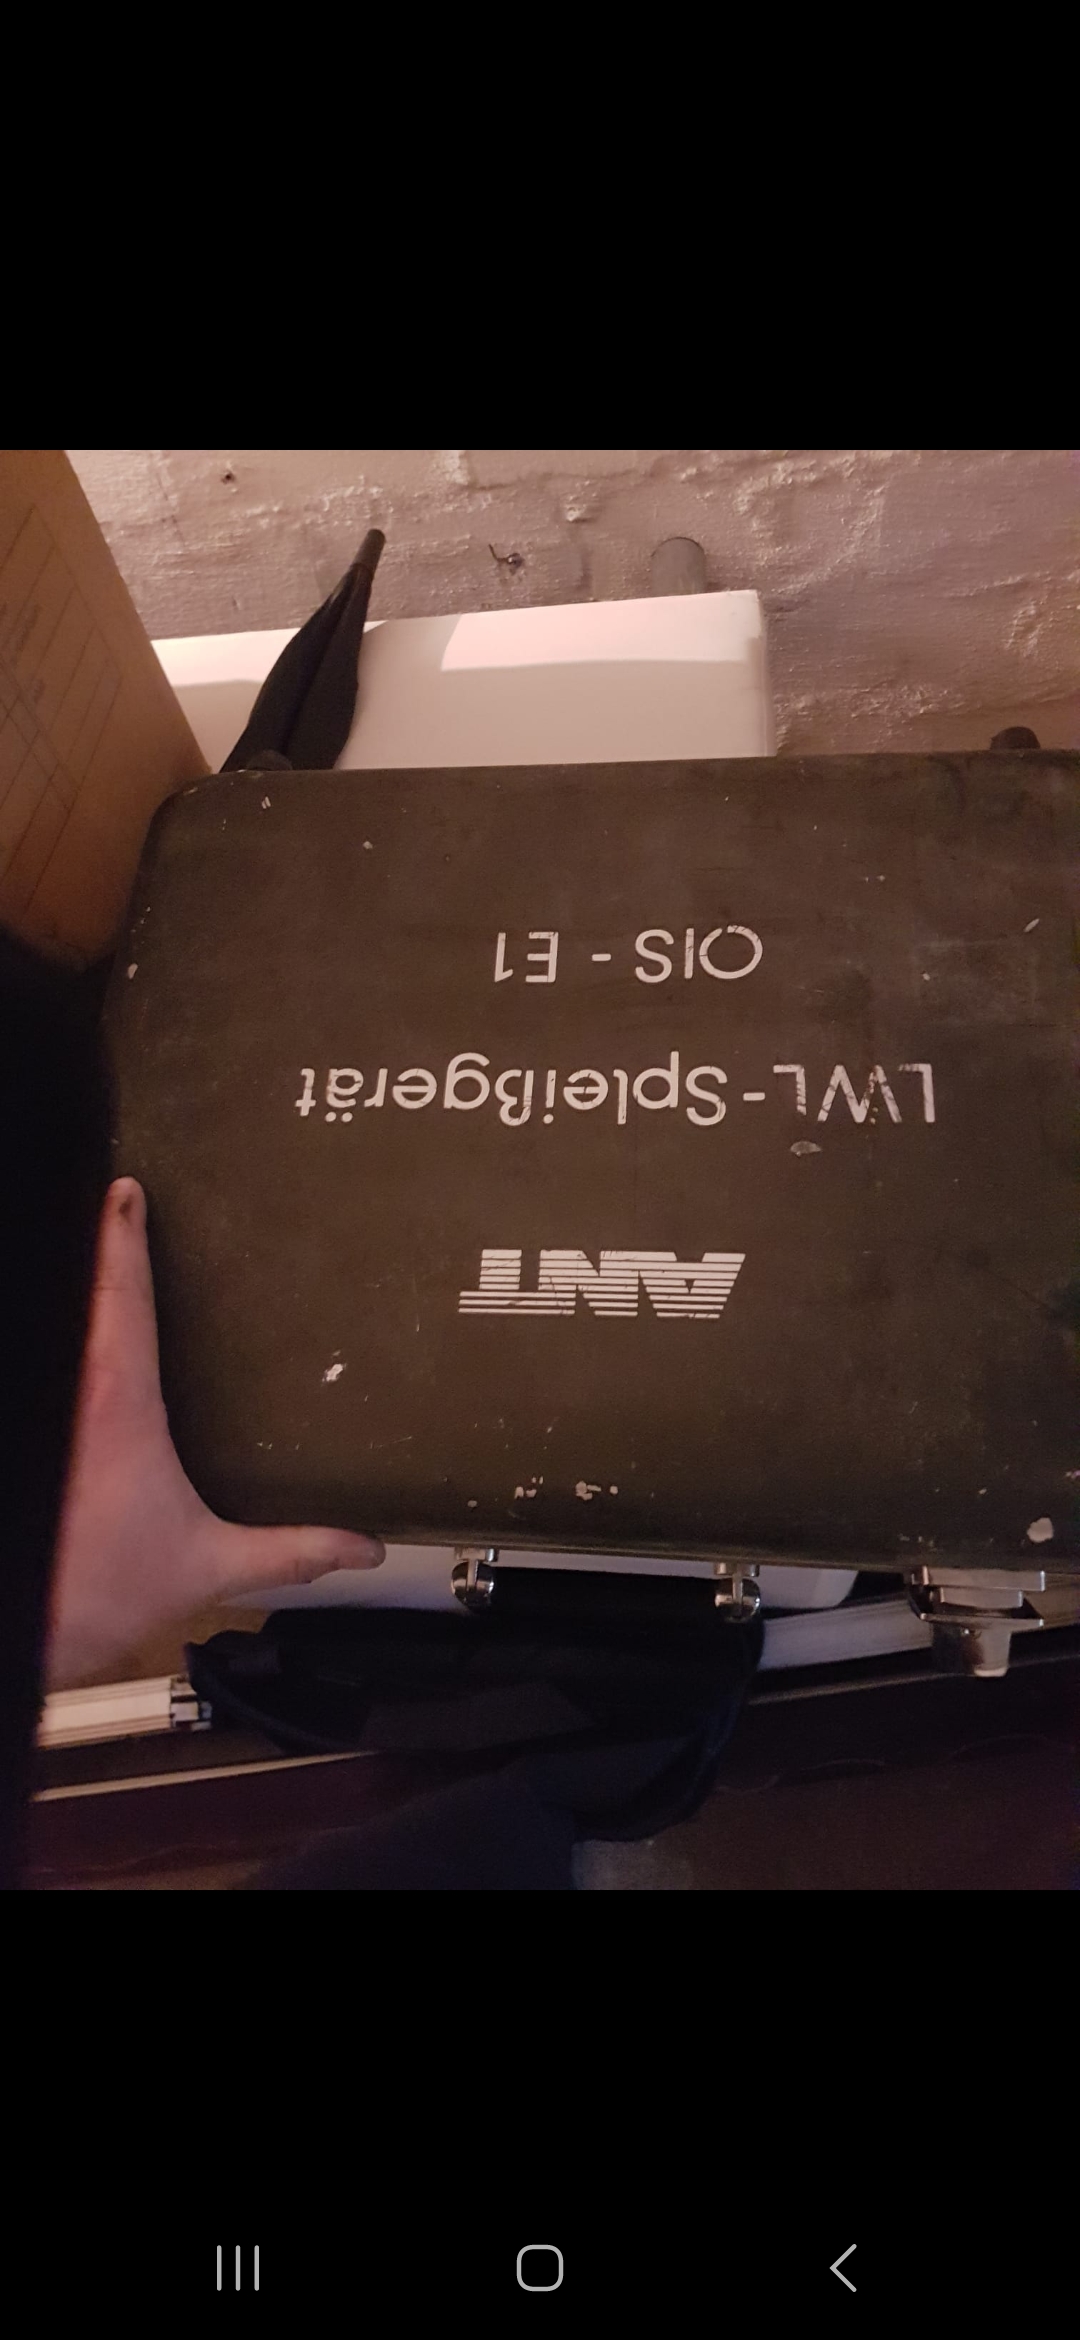 ANT
LWL-Spleißgerät
OIS - E1